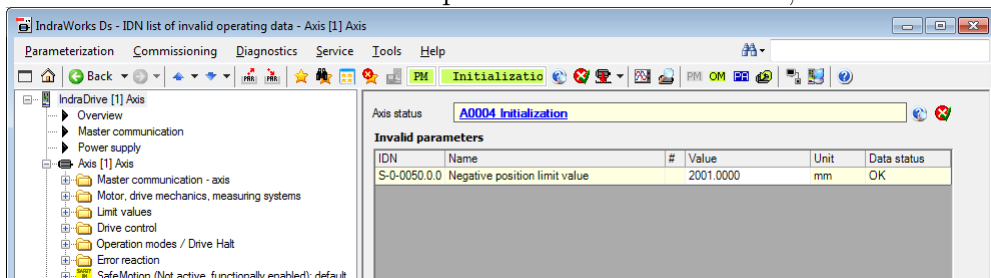 IndraWorks Ds - IDN list of invalid operating data - Axis [1] Axis
Parameterization Commissioning Diagnostics Service Tools Help
Back PAR PAR PM Initializatio PM OM
IndraDrive [1] Axis
Overview
Master communication
Power supply
Axis [1] Axis
Master communication - axis
Motor, drive mechanics, measuring systems
Limit values
Drive control
Operation modes / Drive Halt
Error reaction
SafeMotion (Not active, functionally enabled): default
Axis status A0004 Initialization
Invalid parameters
IDN Name # Value Unit Data status
S-0-0050.0.0 Negative position limit value 2001.0000 mm OK